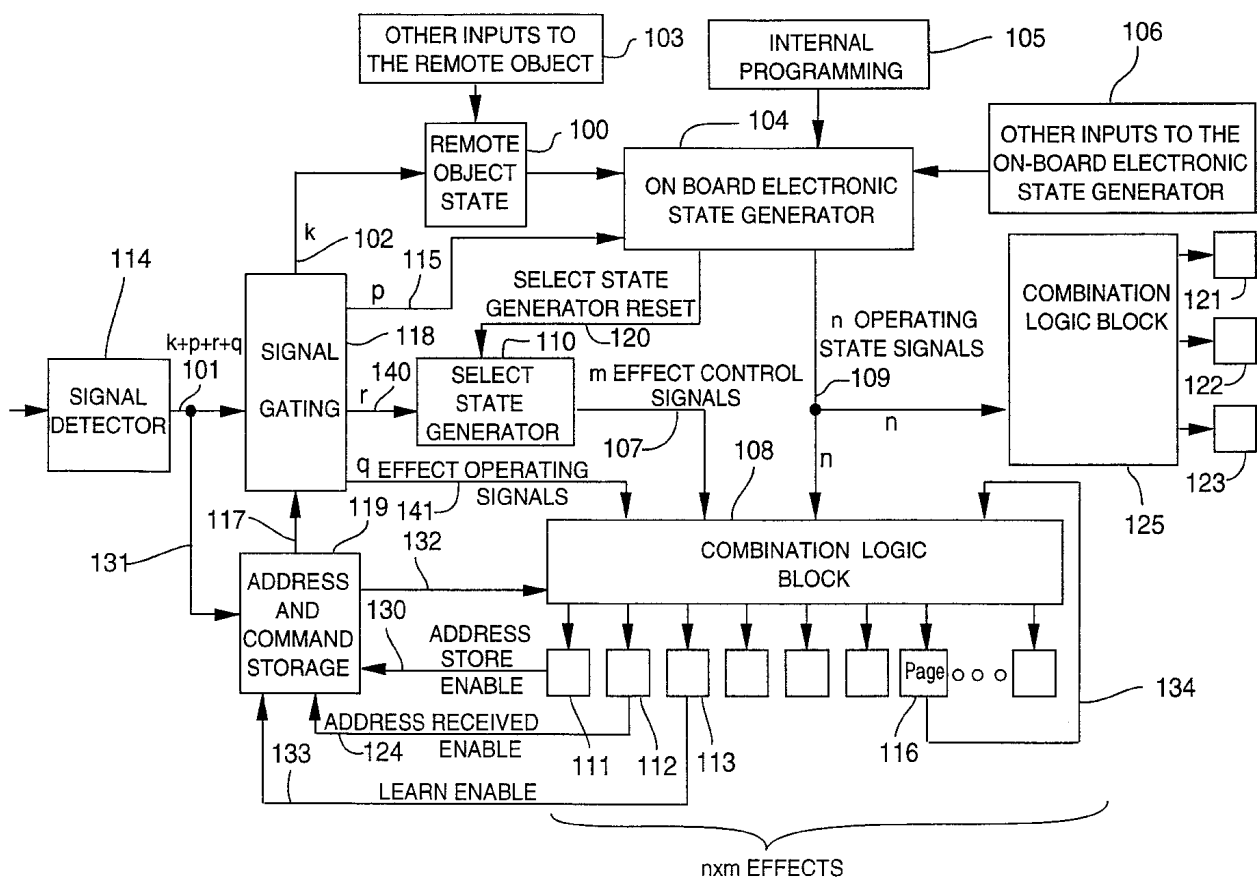 OTHER INPUTS TO
THE REMOTE OBJECT
103
INTERNAL
PROGRAMMING
105
106
OTHER INPUTS TO THE
ON-BOARD ELECTRONIC
STATE GENERATOR
100
REMOTE
OBJECT
STATE
104
ON BOARD ELECTRONIC
STATE GENERATOR
k
102
115
p
114
SIGNAL
DETECTOR
k+p+r+q
101
118
SIGNAL
GATING
SELECT STATE
GENERATOR RESET
120
110
SELECT
STATE
GENERATOR
r
140
m EFFECT CONTROL
SIGNALS
107
n OPERATING
STATE SIGNALS
109
n
n
COMBINATION
LOGIC BLOCK
121
122
123
125
q EFFECT OPERATING
SIGNALS
141
108
COMBINATION LOGIC
BLOCK
117
119
131
132
ADDRESS
AND
COMMAND
STORAGE
130
ADDRESS
STORE
ENABLE
Page
134
ADDRESS RECEIVED
ENABLE
124
111
112
113
116
133
LEARN ENABLE
nxm EFFECTS